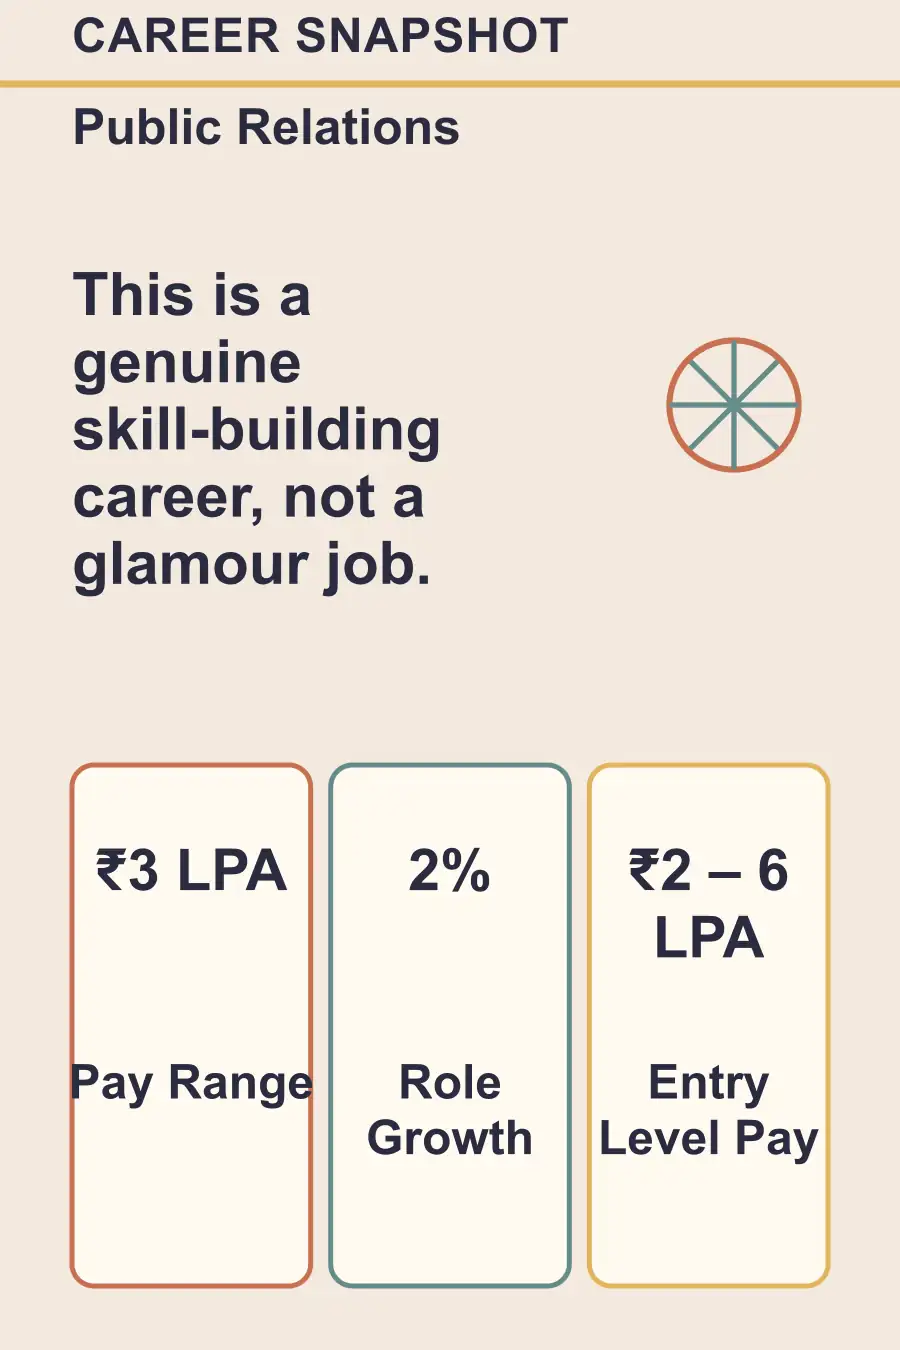 CAREER SNAPSHOT
Public Relations
This is a
genuine
skill-building
career, not a
glamour job.
₹3 LPA
Pay Range
2%
Role
Growth
₹2 – 6
LPA
Entry
Level Pay